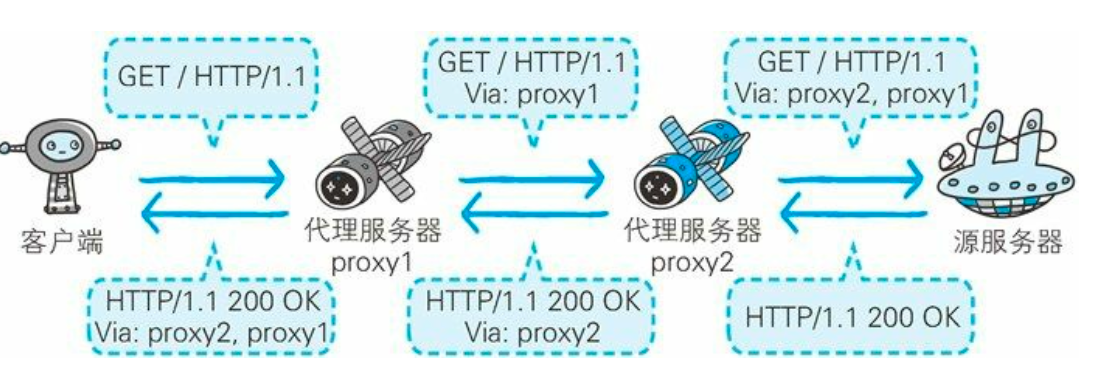 GET / HTTP/1.1
GET / HTTP/1.1
Via: proxy1
GET / HTTP/1.1
Via: proxy2, proxy1
客户端
代理服务器
proxy1
代理服务器
proxy2
源服务器
HTTP/1.1 200 OK
Via: proxy2, proxy1
HTTP/1.1 200 OK
Via: proxy2
HTTP/1.1 200 OK